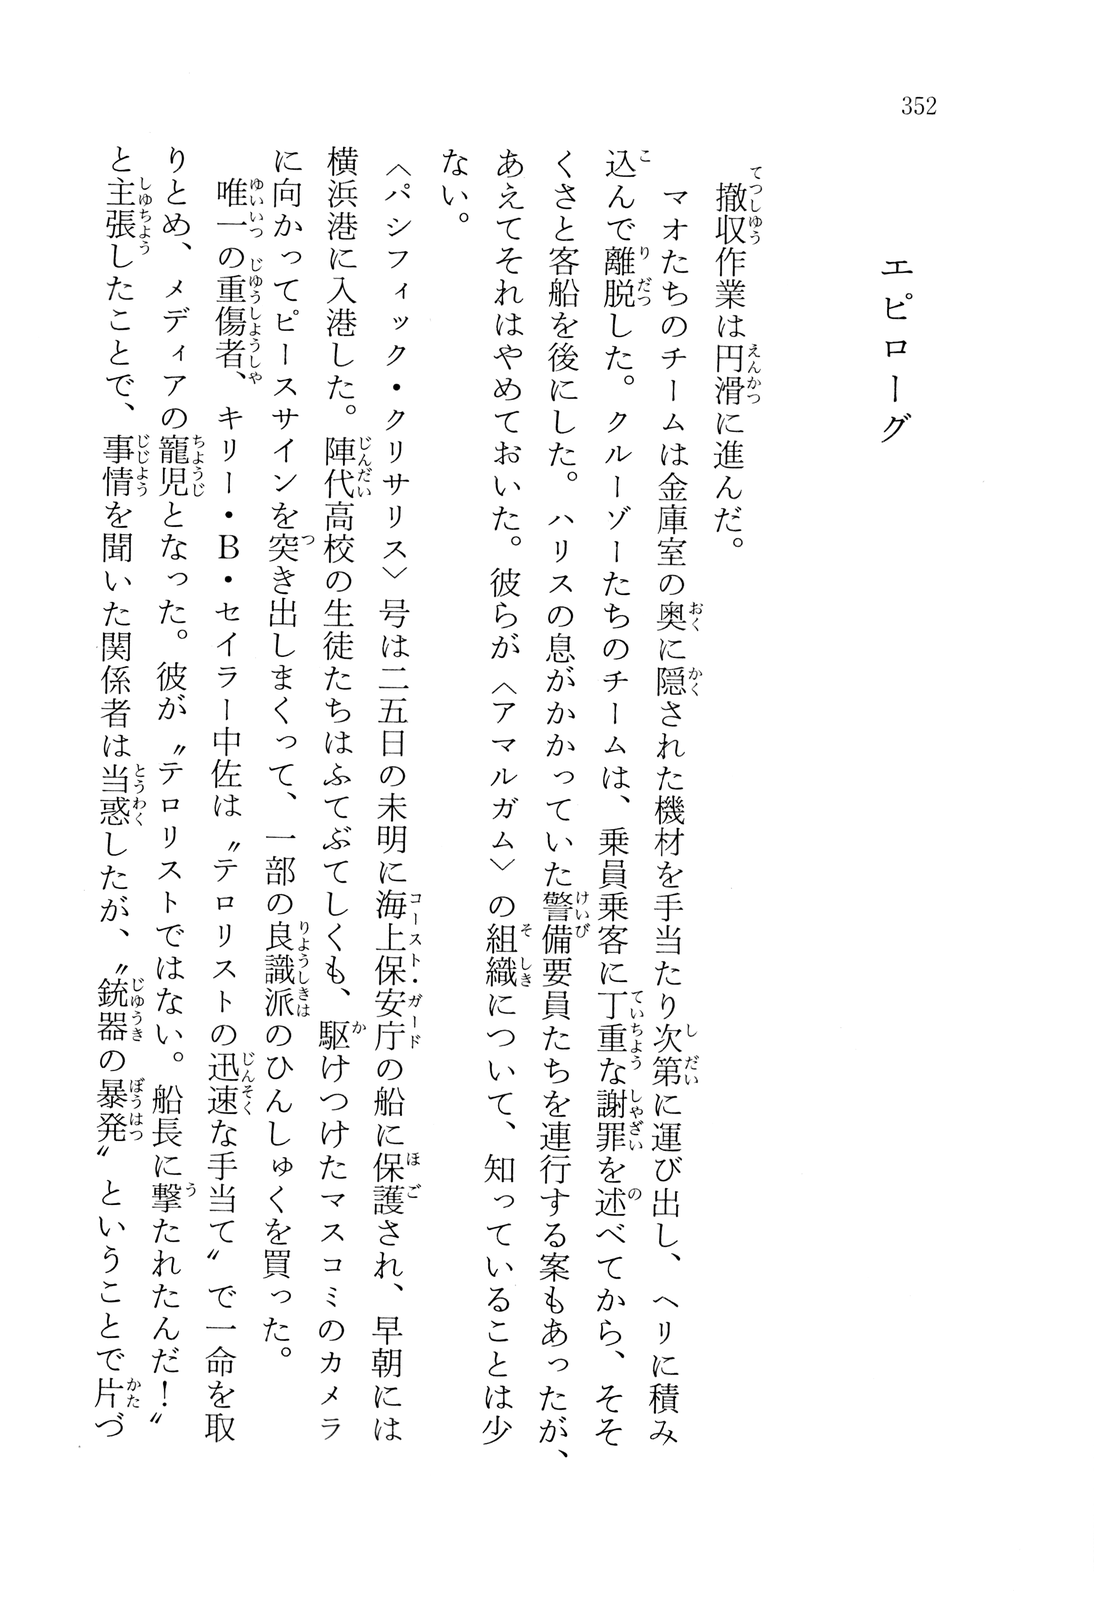 352
エピローグ
撤収作業は円滑に進んだ。
マオたちのチームは金庫室の奥に隠された機材を手当たり次第に運び出し、ヘリに積み
込んで離脱した。クルーゾーたちのチームは、乗員乗客に丁重な謝罪を述べてから、そそ
くさと客船を後にした。ハリスの息がかかっていた警備要員たちを連行する案もあったが、
あえてそれはやめておいた。彼らが〈アマルガム〉の組織について、知っていることは少
ない。
〈パシフィック・クリサリス〉号は二五日の未明に海上保安庁の船に保護され、早朝には
横浜港に入港した。陣代高校の生徒たちはふてぶてしくも、駆けつけたマスコミのカメラ
に向かってピースサインを突き出しまくって、一部の良識派のひんしゅくを買った。
唯一の重傷者、キリー・B・セイラー中佐は〝テロリストの迅速な手当て〟で一命を取
りとめ、メディアの寵児となった。彼が〝テロリストではない。船長に撃たれたんだ！〟
と主張したことで、事情を聞いた関係者は当惑したが、〝銃器の暴発〟ということで片づ